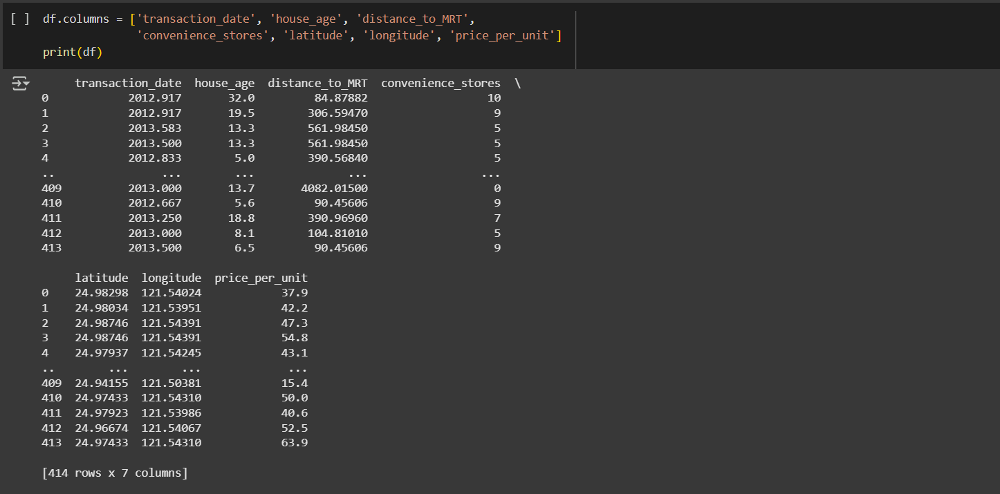 [ ] df.columns = ['transaction_date', 'house_age', 'distance_to_MRT',
'convenience_stores', 'latitude', 'longitude', 'price_per_unit']
print(df)
transaction_date house_age distance_to_MRT convenience_stores \
0 2012.917 32.0 84.87882 10
1 2012.917 19.5 306.59470 9
2 2013.583 13.3 561.98450 5
3 2013.500 13.3 561.98450 5
4 2012.833 5.0 390.56840 5
.. ... ... ... ...
409 2013.000 13.7 4082.01500 0
410 2012.667 5.6 90.45606 9
411 2013.250 18.8 390.96960 7
412 2013.000 8.1 104.81010 5
413 2013.500 6.5 90.45606 9
latitude longitude price_per_unit
0 24.98298 121.54024 37.9
1 24.98034 121.53951 42.2
2 24.98746 121.54391 47.3
3 24.98746 121.54391 54.8
4 24.97937 121.54245 43.1
.. ... ... ...
409 24.94155 121.50381 15.4
410 24.97433 121.54310 50.0
411 24.97923 121.53986 40.6
412 24.96674 121.54067 52.5
413 24.97433 121.54310 63.9
[414 rows x 7 columns]